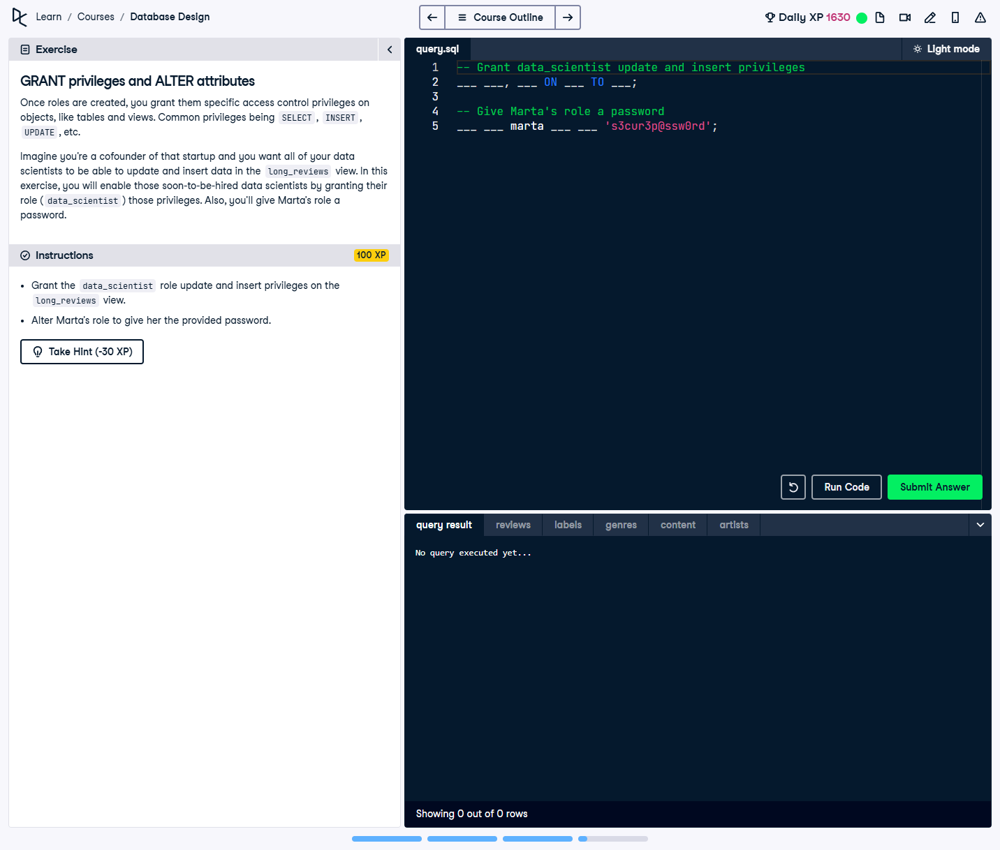 Learn / Courses / Database Design
Course Outline
Daily XP 1630
Exercise
GRANT privileges and ALTER attributes
Once roles are created, you grant them specific access control privileges on
objects, like tables and views. Common privileges being SELECT, INSERT,
UPDATE, etc.
Imagine you're a cofounder of that startup and you want all of your data
scientists to be able to update and insert data in the long_reviews view. In this
exercise, you will enable those soon-to-be-hired data scientists by granting their
role (data_scientist) those privileges. Also, you'll give Marta's role a
password.
Instructions
100 XP
Grant the data_scientist role update and insert privileges on the
long_reviews view.
Alter Marta's role to give her the provided password.
Take Hint (-30 XP)
query.sql
Light mode
1 -- Grant data_scientist update and insert privileges
2 ___ ___, ___ ON ___ TO ___;
3
4 -- Give Marta's role a password
5 ___ ___ marta ___ ___ 's3cur3p@ssw0rd';
Run Code
Submit Answer
query result reviews labels genres content artists
No query executed yet...
Showing 0 out of 0 rows